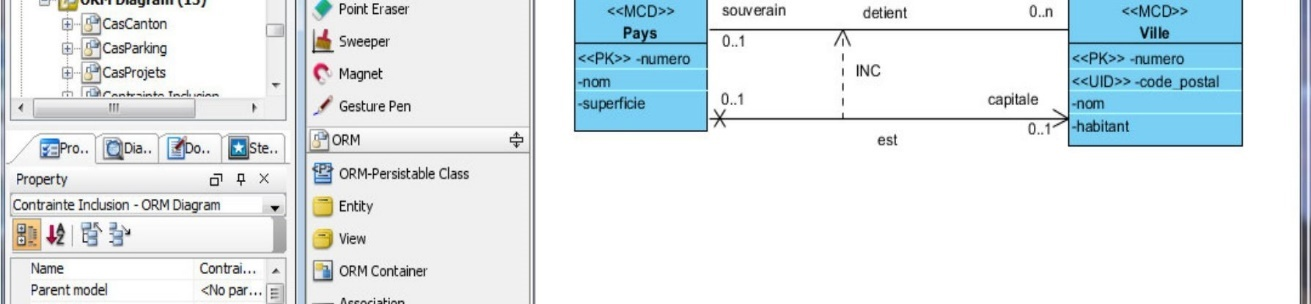 ORM Diagram (13)
CasCanton
CasParking
CasProjets
Contrainte Inclusion
Pro..
Dia..
Do..
Ste..
Property
Contrainte Inclusion - ORM Diagram
Name Contrai...
Parent model <No par...
Point Eraser
Sweeper
Magnet
Gesture Pen
ORM
ORM-Persistable Class
Entity
View
ORM Container
Association
<<MCD>>
Pays
<<PK>> -numero
-nom
-superficie
souverain detient 0..n
0..1
INC
0..1 capitale
0..1
est
<<MCD>>
Ville
<<PK>> -numero
<<UID>> -code_postal
-nom
-habitant